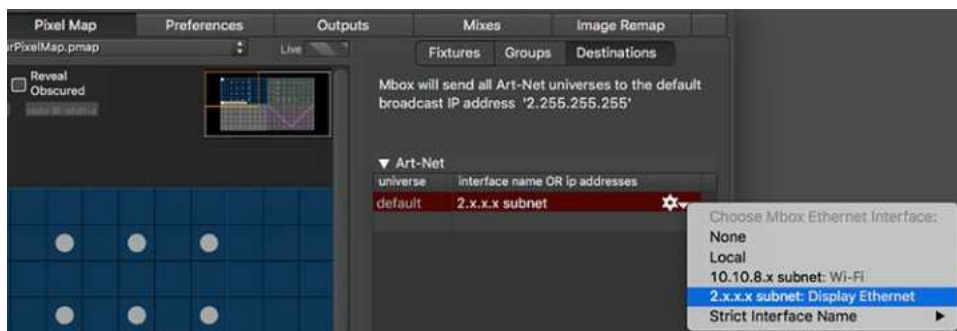 Pixel Map Preferences Outputs Mixes Image Remap
urPixelMap.pmap Live Fixtures Groups Destinations
Reveal
Obscured
Mbox will send all Art-Net universes to the default
broadcast IP address '2.255.255.255'
▼ Art-Net
universe interface name OR ip addresses
default 2.x.x.x subnet
Choose Mbox Ethernet Interface:
None
Local
10.10.8.x subnet: Wi-Fi
2.x.x.x subnet: Display Ethernet
Strict Interface Name